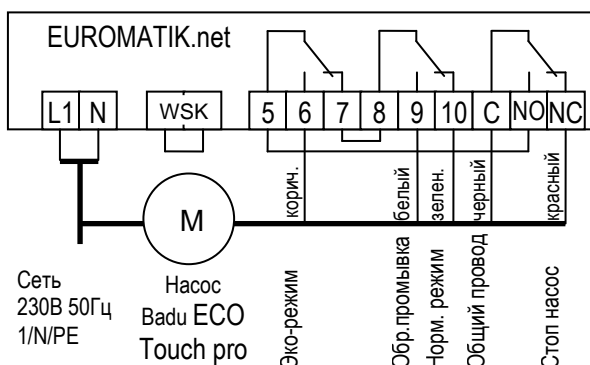 EUROMATIK.net
L1 N WSK 5 6 7 8 9 10 C NO NC
корич. белый зелен. черный красный
M
Сеть
230В 50Гц
1/N/PE
Насос
Badu ECO
Touch pro
Эко-режим
Обр.промывка
Норм. режим
Общий провод
Стоп насос